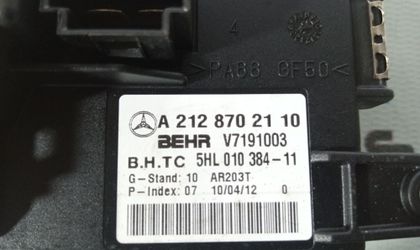 4
>PA66 GF50<
A 212 870 21 10
BEHR V7191003
B.H.TC 5HL 010 384-11
G-Stand: 10 AR203T
P-Index: 07 10/04/12 0